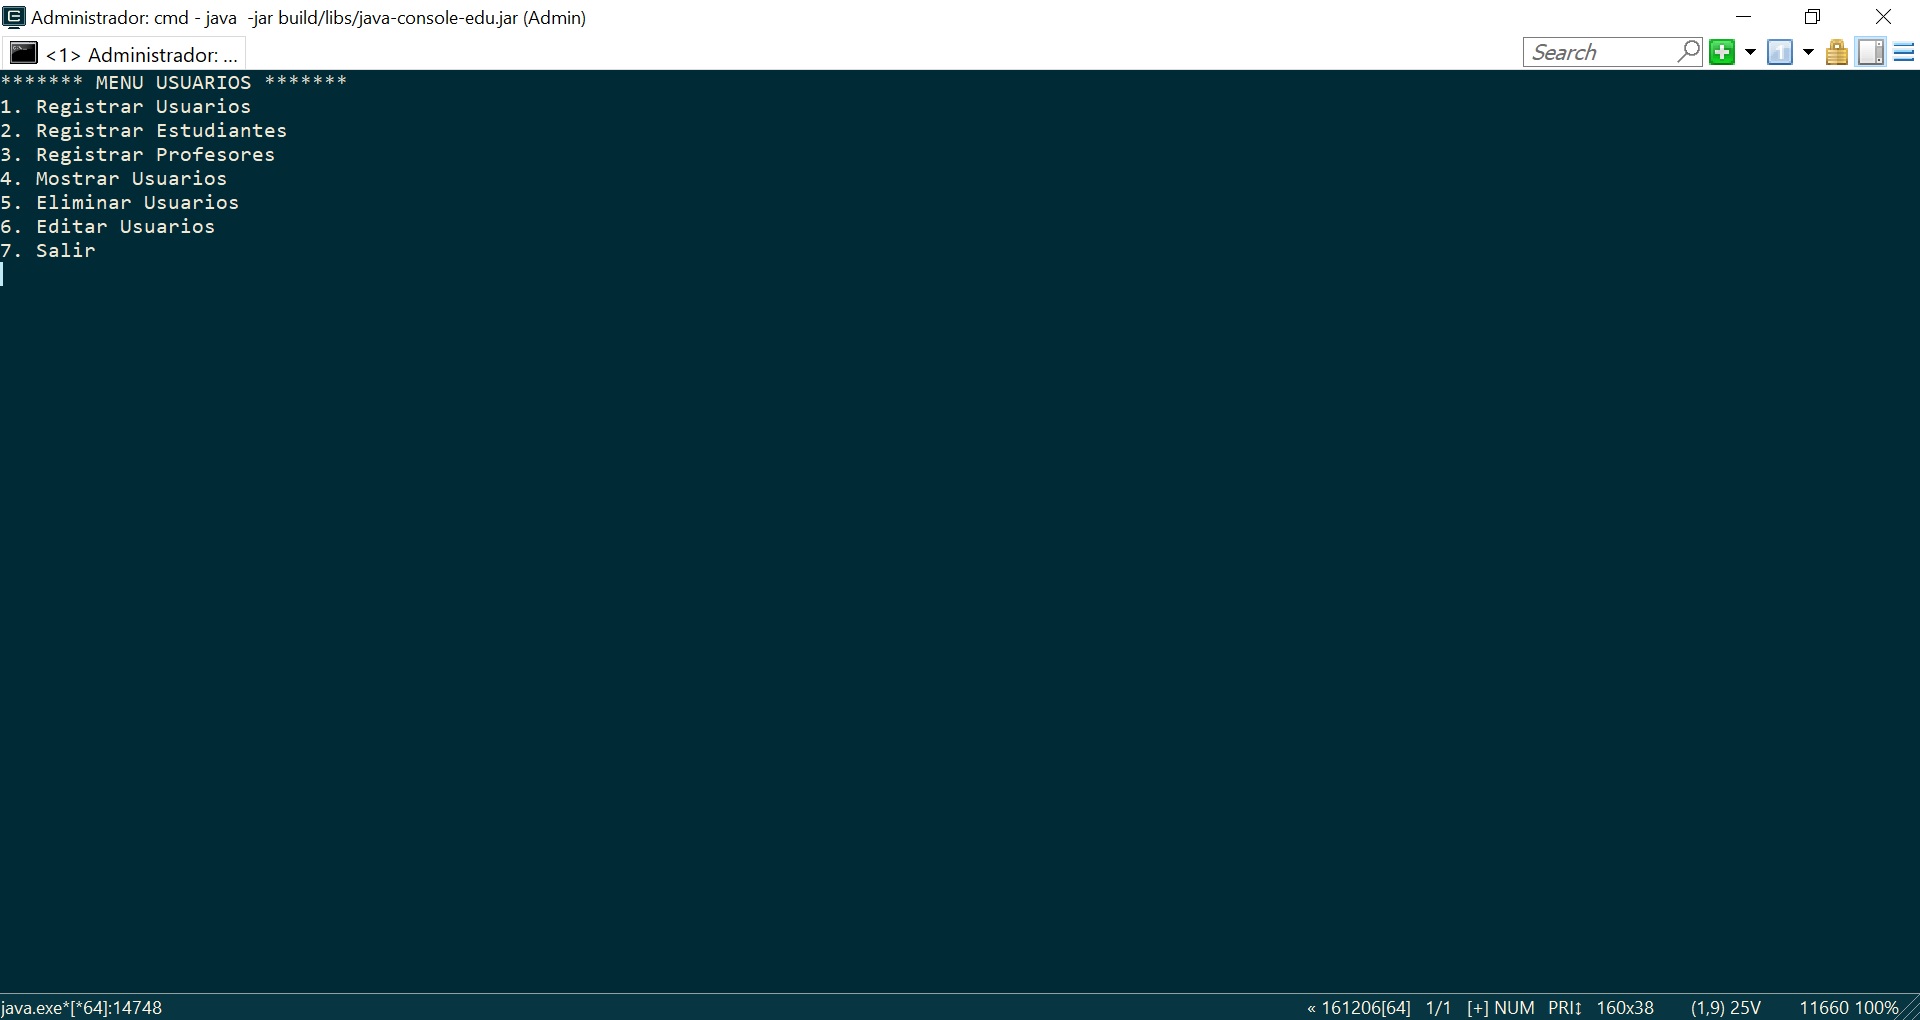 Administrador: cmd - java  -jar build/libs/java-console-edu.jar (Admin)
<1> Administrador: ...
Search
1
******* MENU USUARIOS *******
1. Registrar Usuarios
2. Registrar Estudiantes
3. Registrar Profesores
4. Mostrar Usuarios
5. Eliminar Usuarios
6. Editar Usuarios
7. Salir
java.exe*[*64]:14748
« 161206[64] 1/1 [+] NUM PRI↕ 160x38 (1,9) 25V 11660 100%